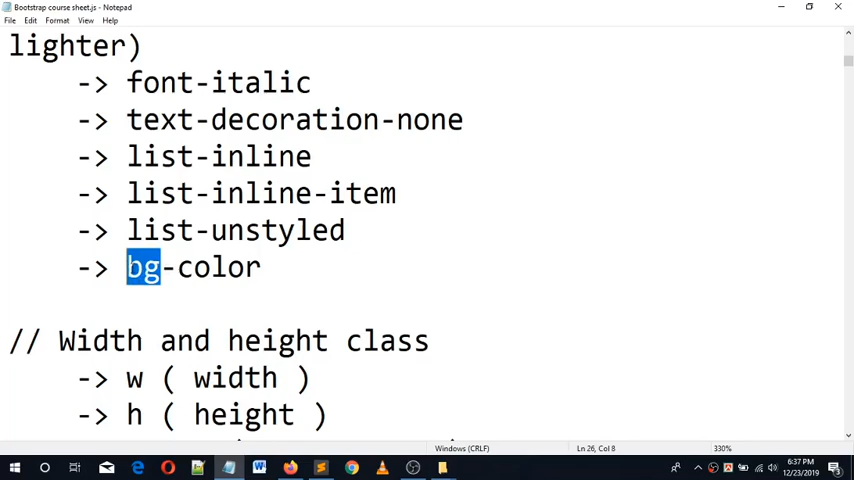 Bootstrap course sheet.js - Notepad
File Edit Format View Help
lighter)
-> font-italic
-> text-decoration-none
-> list-inline
-> list-inline-item
-> list-unstyled
-> bg-color
// Width and height class
-> w ( width )
-> h ( height )
Windows (CRLF) Ln 26, Col 8 330%
6:37 PM
12/23/2019